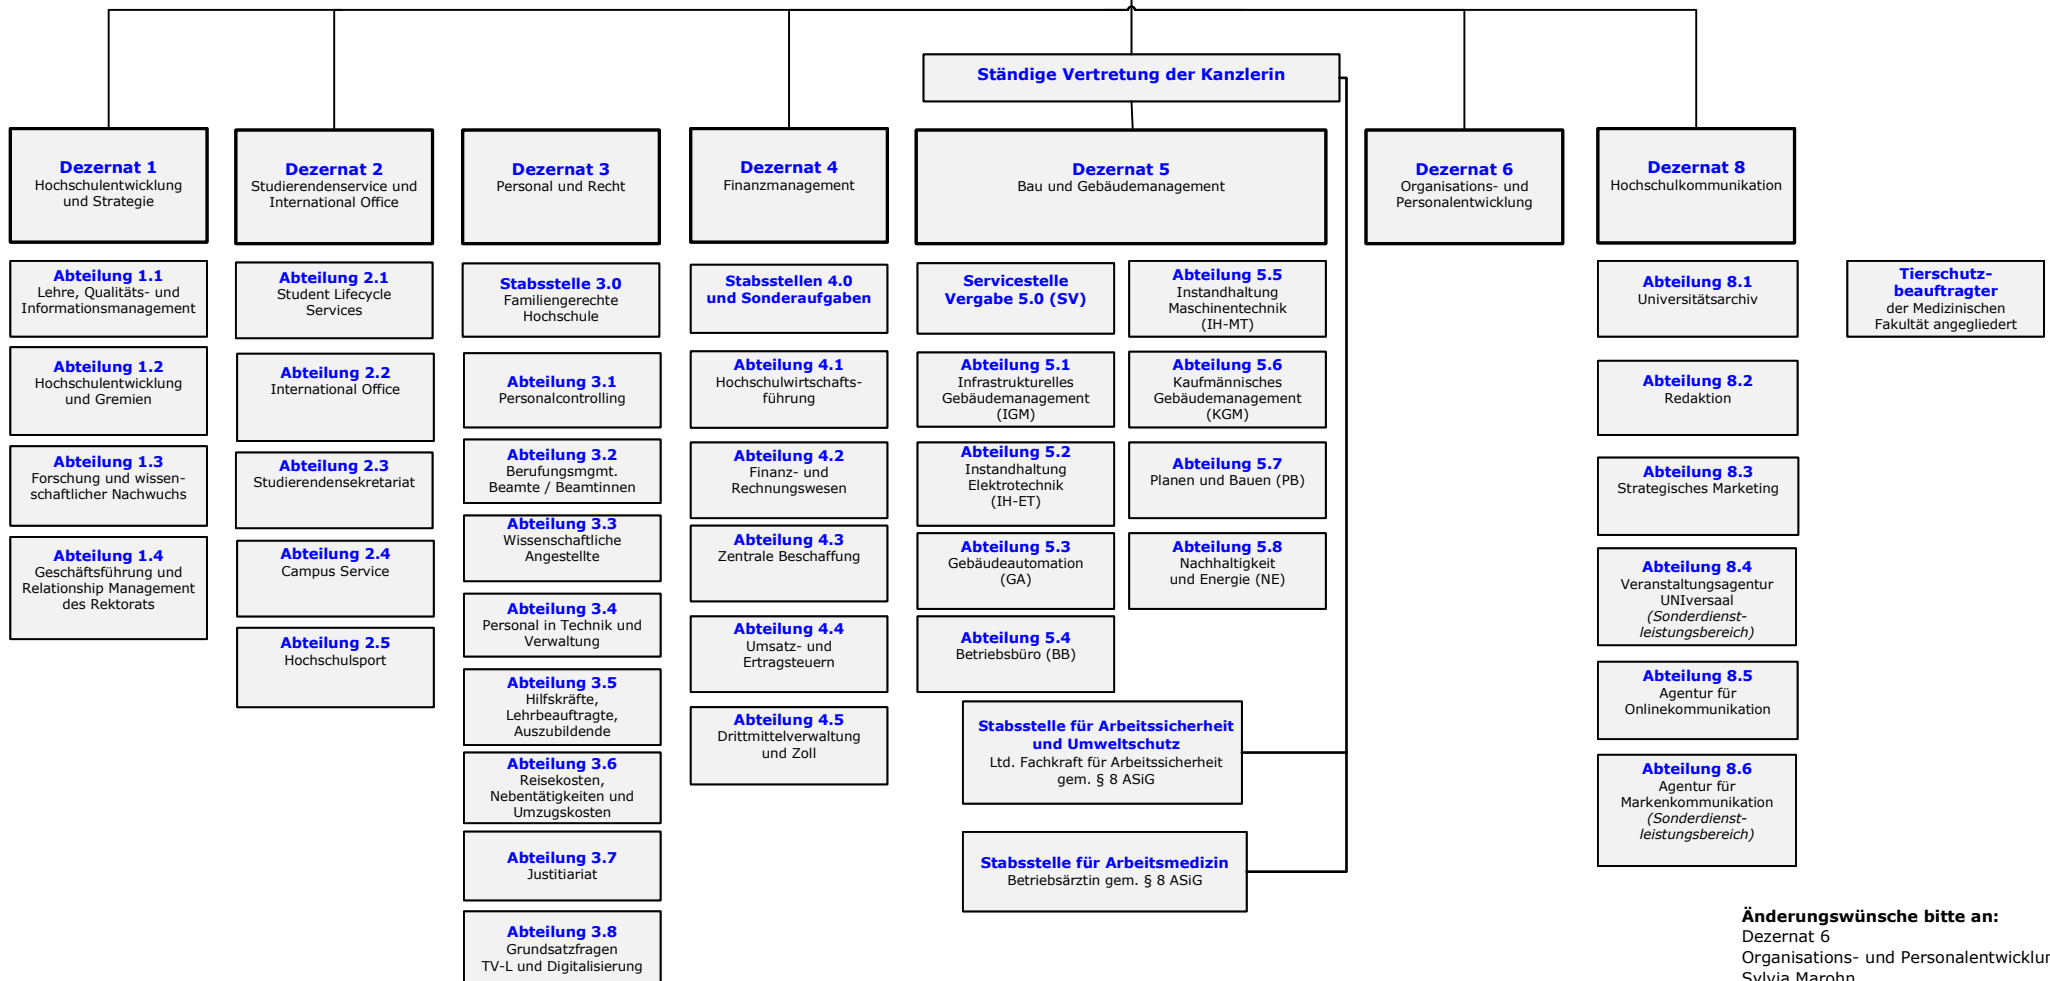 Ständige Vertretung der Kanzlerin
Dezernat 1
Hochschulentwicklung
und Strategie
Abteilung 1.1
Lehre, Qualitäts- und
Informationsmanagement
Abteilung 1.2
Hochschulentwicklung
und Gremien
Abteilung 1.3
Forschung und wissen-
schaftlicher Nachwuchs
Abteilung 1.4
Geschäftsführung und
Relationship Management
des Rektorats
Dezernat 2
Studierendenservice und
International Office
Abteilung 2.1
Student Lifecycle
Services
Abteilung 2.2
International Office
Abteilung 2.3
Studierendensekretariat
Abteilung 2.4
Campus Service
Abteilung 2.5
Hochschulsport
Dezernat 3
Personal und Recht
Stabsstelle 3.0
Familiengerechte
Hochschule
Abteilung 3.1
Personalcontrolling
Abteilung 3.2
Berufungsmgmt.
Beamte / Beamtinnen
Abteilung 3.3
Wissenschaftliche
Angestellte
Abteilung 3.4
Personal in Technik und
Verwaltung
Abteilung 3.5
Hilfskräfte,
Lehrbeauftragte,
Auszubildende
Abteilung 3.6
Reisekosten,
Nebentätigkeiten und
Umzugskosten
Abteilung 3.7
Justitiariat
Abteilung 3.8
Grundsatzfragen
TV-L und Digitalisierung
Dezernat 4
Finanzmanagement
Stabsstellen 4.0
und Sonderaufgaben
Abteilung 4.1
Hochschulwirtschafts-
führung
Abteilung 4.2
Finanz- und
Rechnungswesen
Abteilung 4.3
Zentrale Beschaffung
Abteilung 4.4
Umsatz- und
Ertragsteuern
Abteilung 4.5
Drittmittelverwaltung
und Zoll
Dezernat 5
Bau und Gebäudemanagement
Servicestelle
Vergabe 5.0 (SV)
Abteilung 5.1
Infrastrukturelles
Gebäudemanagement
(IGM)
Abteilung 5.2
Instandhaltung
Elektrotechnik
(IH-ET)
Abteilung 5.3
Gebäudeautomation
(GA)
Abteilung 5.4
Betriebsbüro (BB)
Abteilung 5.5
Instandhaltung
Maschinentechnik
(IH-MT)
Abteilung 5.6
Kaufmännisches
Gebäudemanagement
(KGM)
Abteilung 5.7
Planen und Bauen (PB)
Abteilung 5.8
Nachhaltigkeit
und Energie (NE)
Stabsstelle für Arbeitssicherheit
und Umweltschutz
Ltd. Fachkraft für Arbeitssicherheit
gem. § 8 ASiG
Stabsstelle für Arbeitsmedizin
Betriebsärztin gem. § 8 ASiG
Dezernat 6
Organisations- und
Personalentwicklung
Dezernat 8
Hochschulkommunikation
Abteilung 8.1
Universitätsarchiv
Abteilung 8.2
Redaktion
Abteilung 8.3
Strategisches Marketing
Abteilung 8.4
Veranstaltungsagentur
UNIversaal
(Sonderdienst-
leistungsbereich)
Abteilung 8.5
Agentur für
Onlinekommunikation
Abteilung 8.6
Agentur für
Markenkommunikation
(Sonderdienst-
leistungsbereich)
Tierschutz-
beauftragter
der Medizinischen
Fakultät angegliedert
Änderungswünsche bitte an:
Dezernat 6
Organisations- und Personalentwicklun
Sylvia Marohn